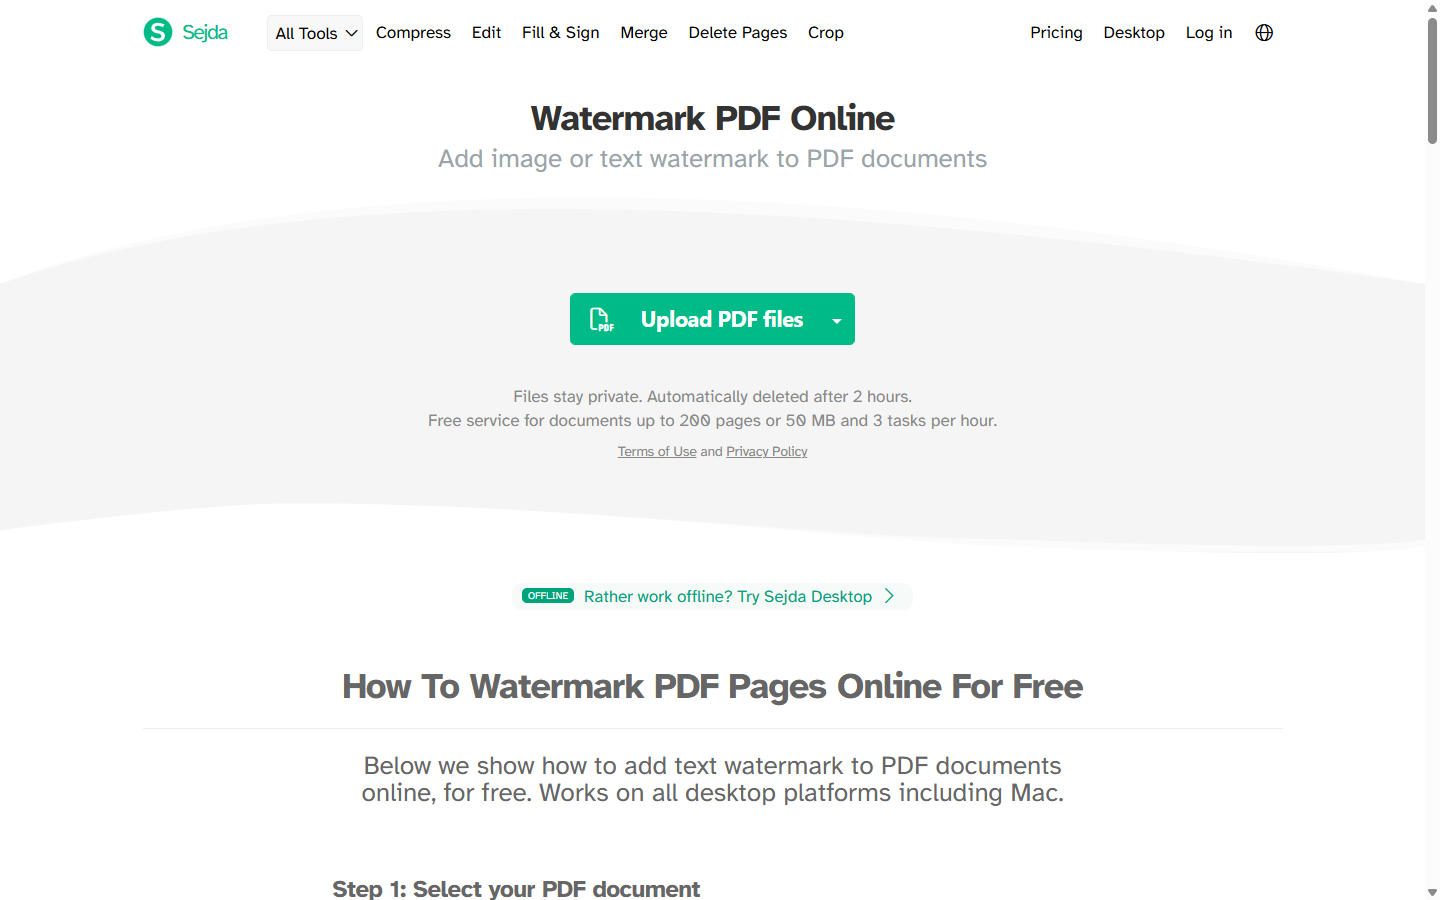 Sejda
All Tools
Compress
Edit
Fill & Sign
Merge
Delete Pages
Crop
Pricing
Desktop
Log in
Watermark PDF Online
Add image or text watermark to PDF documents
PDF
Upload PDF files
Files stay private. Automatically deleted after 2 hours.
Free service for documents up to 200 pages or 50 MB and 3 tasks per hour.
Terms of Use and Privacy Policy
OFFLINE Rather work offline? Try Sejda Desktop
How To Watermark PDF Pages Online For Free
Below we show how to add text watermark to PDF documents
online, for free. Works on all desktop platforms including Mac.
Step 1: Select your PDF document